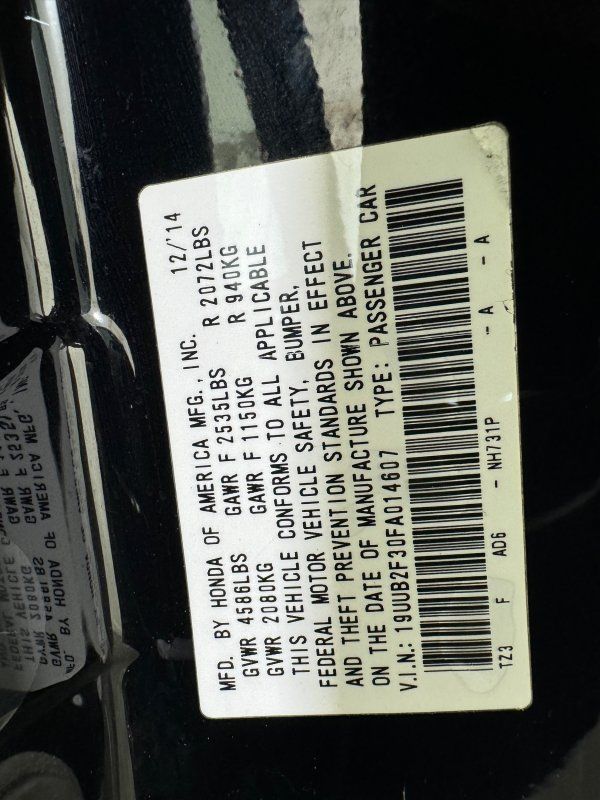 MFD. BY HONDA OF AMERICA MFG., INC. 12/'14
GVWR 4586LBS GAWR F 2535LBS R 2072LBS
GVWR 2080KG GAWR F 1150KG R 940KG
THIS VEHICLE CONFORMS TO ALL APPLICABLE
FEDERAL MOTOR VEHICLE SAFETY, BUMPER,
AND THEFT PREVENTION STANDARDS IN EFFECT
ON THE DATE OF MANUFACTURE SHOWN ABOVE.
V.I.N.: 19UUB2F30FA014607 TYPE: PASSENGER CAR
TZ3 F AD6 - NH731P - A - A